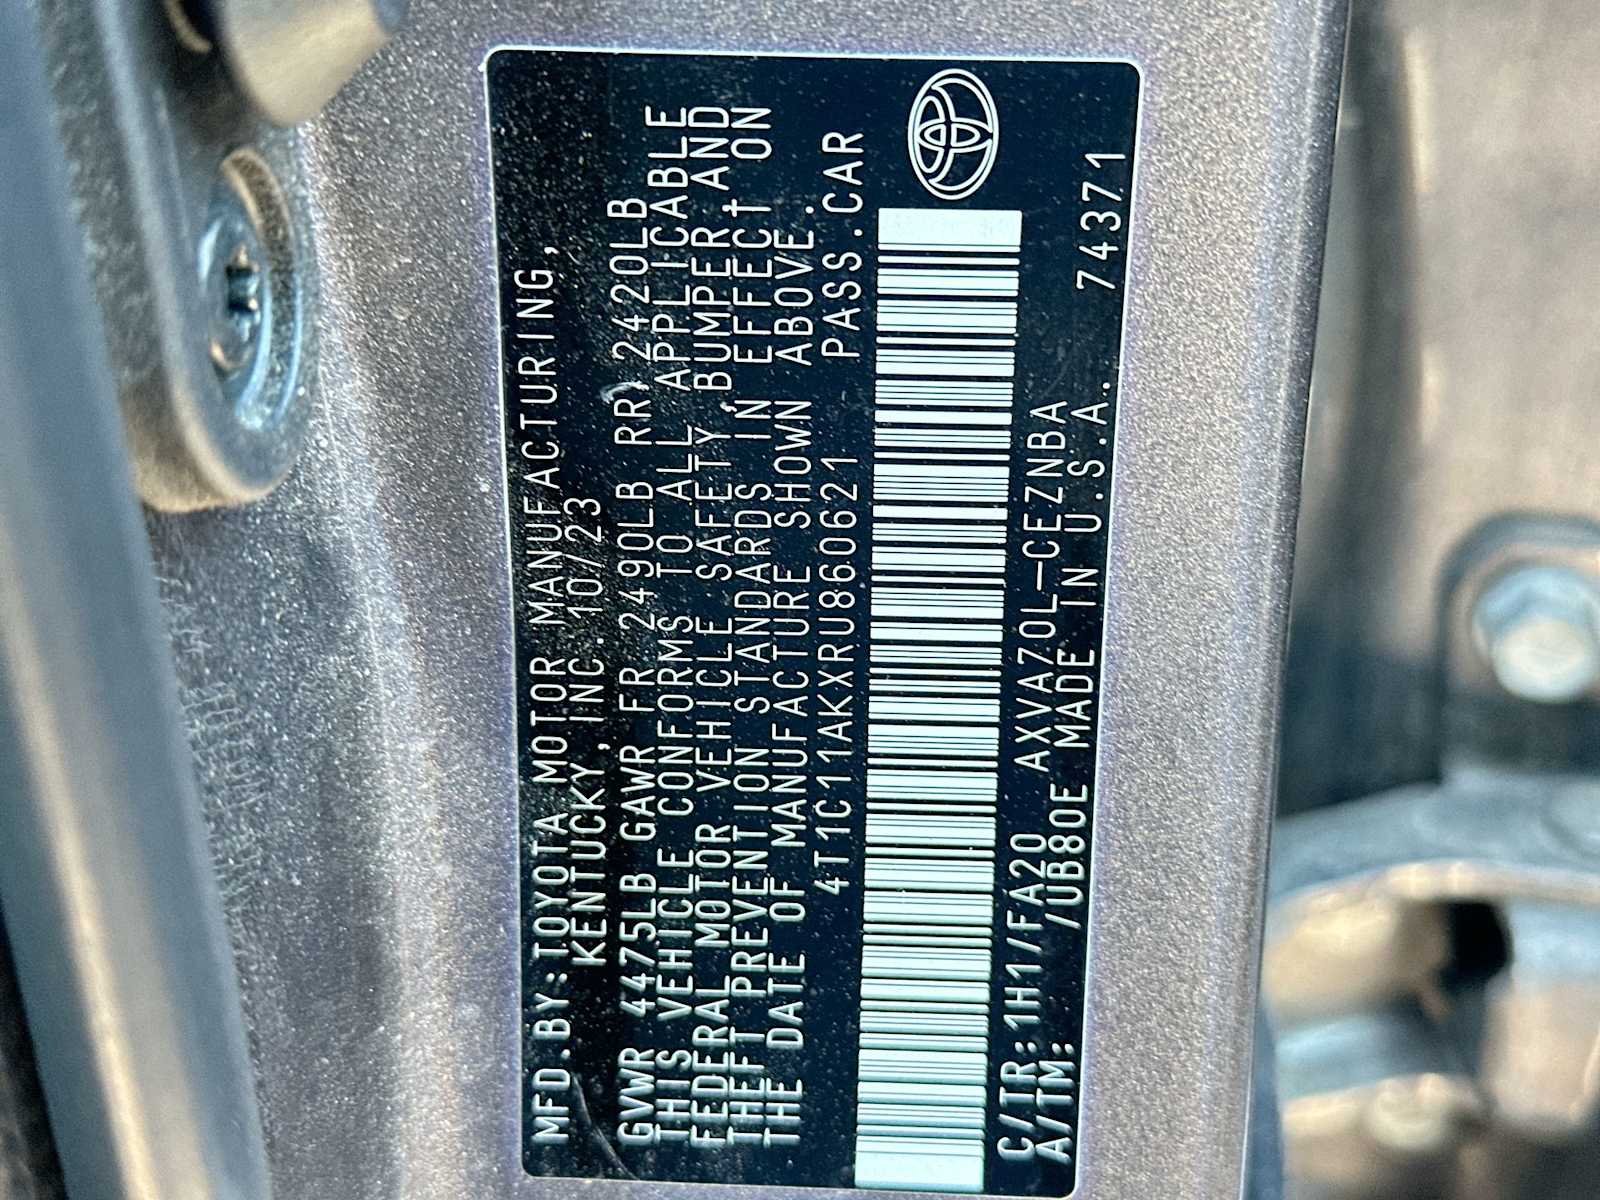 MFD.BY:TOYOTA MOTOR MANUFACTURING,
KENTUCKY,INC.10/23
GVWR 4475LB GAWR FR 2490LB RR 2420LB
THIS VEHICLE CONFORMS TO ALL APPLICABLE
FEDERAL MOTOR VEHICLE SAFETY, BUMPER, AND
THEFT PREVENTION STANDARDS IN EFFECT ON
THE DATE OF MANUFACTURE SHOWN ABOVE.
4T1C11AKXRU860621 PASS.CAR
C/TR:1H1/FA20 AXVA70L-CEZNBA
A/TM: /UB80E MADE IN U.S.A. 74371